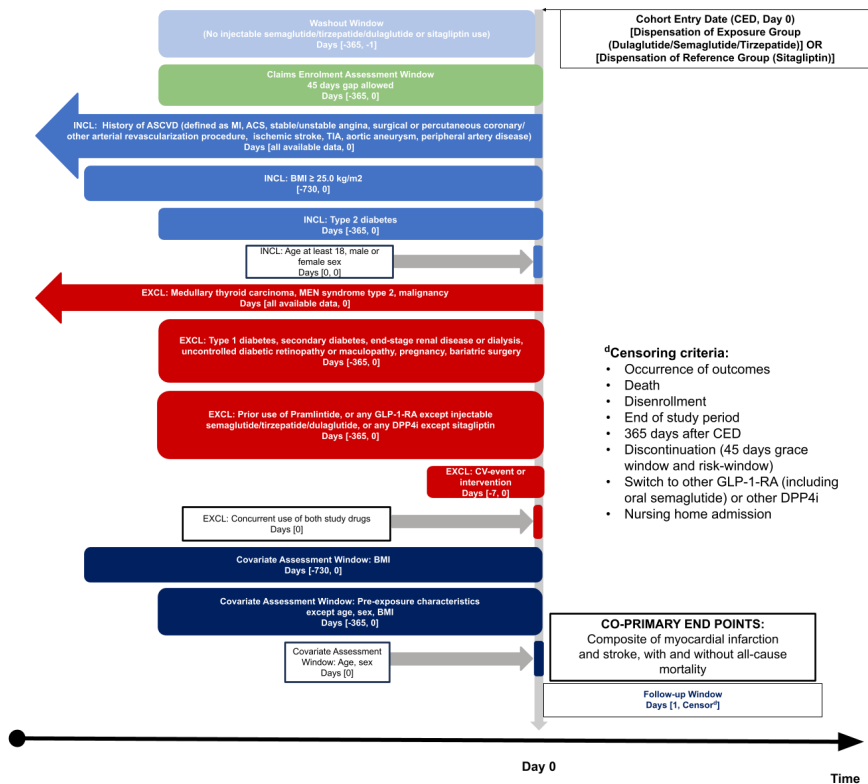 Washout Window
(No injectable semaglutide/tirzepatide/dulaglutide or sitagliptin use)
Days [-365, -1]
Cohort Entry Date (CED, Day 0)
[Dispensation of Exposure Group
(Dulaglutide/Semaglutide/Tirzepatide)] OR
[Dispensation of Reference Group (Sitagliptin)]
Claims Enrolment Assessment Window
45 days gap allowed
Days [-365, 0]
INCL: History of ASCVD (defined as MI, ACS, stable/unstable angina, surgical or percutaneous coronary/
other arterial revascularization procedure, ischemic stroke, TIA, aortic aneurysm, peripheral artery disease)
Days [all available data, 0]
INCL: BMI ≥ 25.0 kg/m2
[-730, 0]
INCL: Type 2 diabetes
Days [-365, 0]
INCL: Age at least 18, male or
female sex
Days [0, 0]
EXCL: Medullary thyroid carcinoma, MEN syndrome type 2, malignancy
Days [all available data, 0]
EXCL: Type 1 diabetes, secondary diabetes, end-stage renal disease or dialysis,
uncontrolled diabetic retinopathy or maculopathy, pregnancy, bariatric surgery
Days [-365, 0]
EXCL: Prior use of Pramlintide, or any GLP-1-RA except injectable
semaglutide/tirzepatide/dulaglutide, or any DPP4i except sitagliptin
Days [-365, 0]
EXCL: CV-event or
intervention
Days [-7, 0]
EXCL: Concurrent use of both study drugs
Days [0]
Covariate Assessment Window: BMI
Days [-730, 0]
Covariate Assessment Window: Pre-exposure characteristics
except age, sex, BMI
Days [-365, 0]
Covariate Assessment
Window: Age, sex
Days [0]
dCensoring criteria:
• Occurrence of outcomes
• Death
• Disenrollment
• End of study period
• 365 days after CED
• Discontinuation (45 days grace
window and risk-window)
• Switch to other GLP-1-RA (including
oral semaglutide) or other DPP4i
• Nursing home admission
CO-PRIMARY END POINTS:
Composite of myocardial infarction
and stroke, with and without all-cause
mortality
Follow-up Window
Days [1, Censord]
Day 0
Time